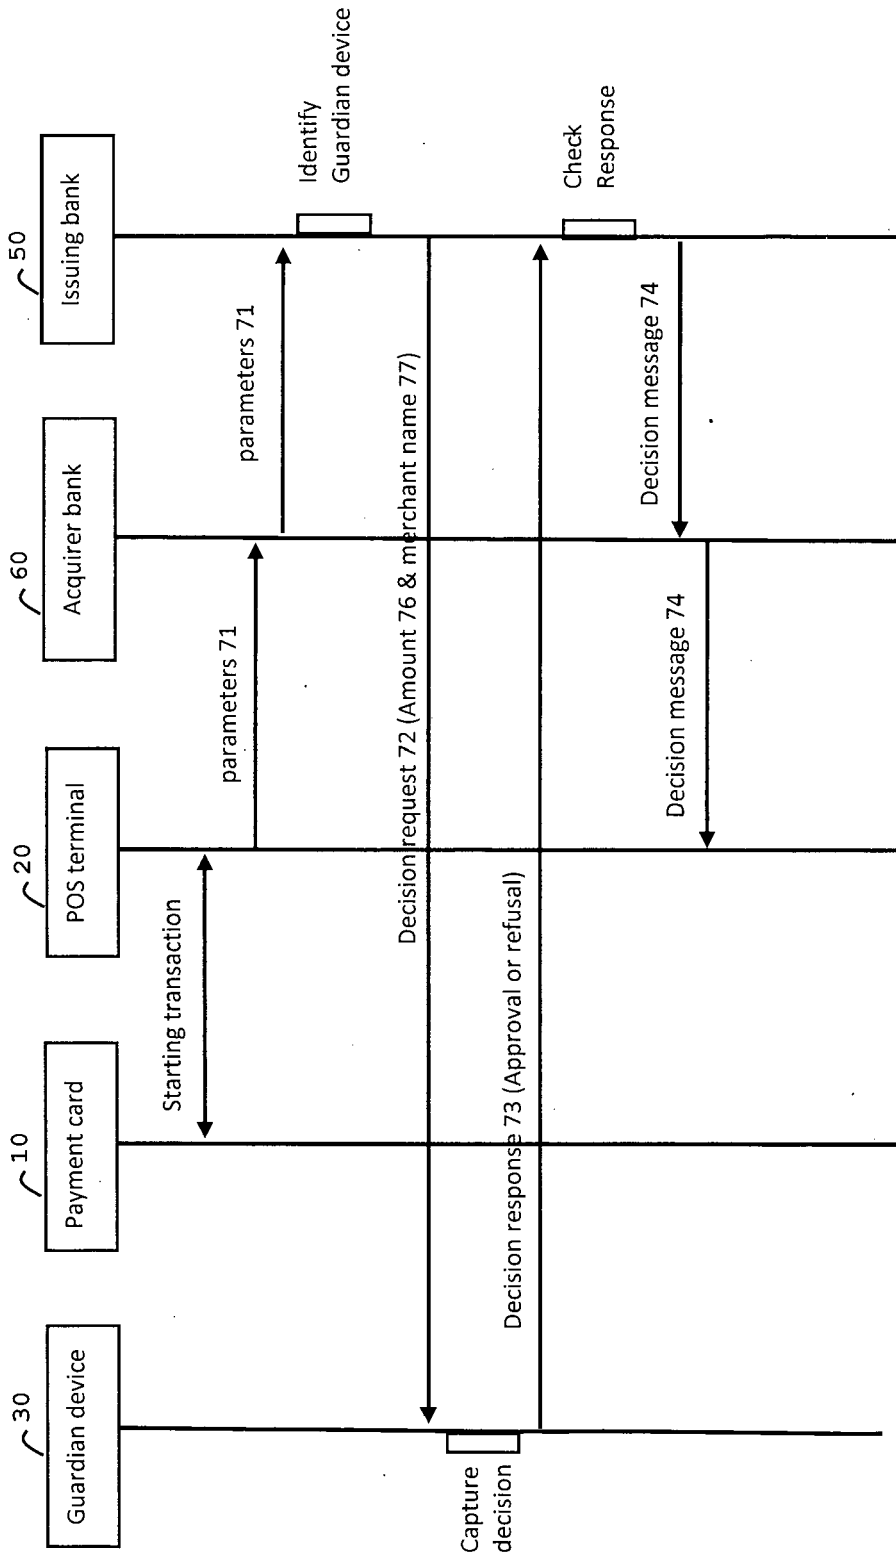 30
Guardian device
10
Payment card
20
POS terminal
60
Acquirer bank
50
Issuing bank
Starting transaction
parameters 71
parameters 71
Identify
Guardian device
Decision request 72 (Amount 76 & merchant name 77)
Capture
decision
Decision response 73 (Approval or refusal)
Check
Response
Decision message 74
Decision message 74